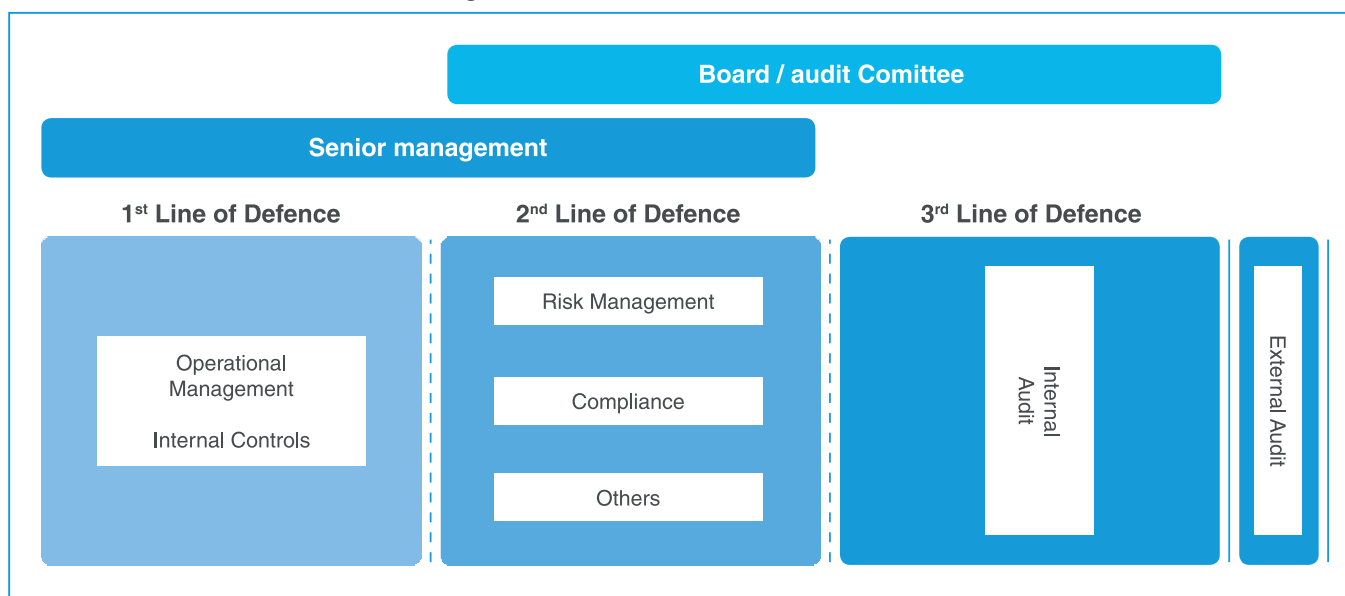 Board / audit Comittee
Senior management
1st Line of Defence
2nd Line of Defence
3rd Line of Defence
Operational
Management
Internal Controls
Risk Management
Compliance
Others
Internal
Audit
External Audit